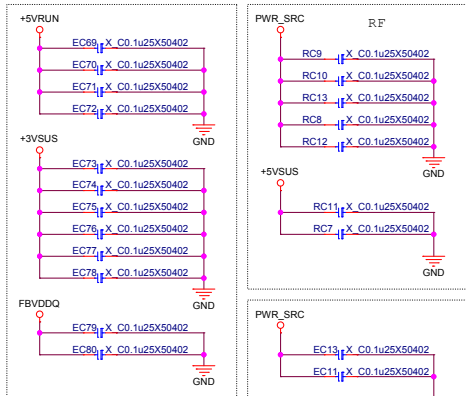 +5VRUN
EC69 X_C0.1u25X50402
EC70 X_C0.1u25X50402
EC71 X_C0.1u25X50402
EC72 X_C0.1u25X50402
GND
+3VSUS
EC73 X_C0.1u25X50402
EC74 X_C0.1u25X50402
EC75 X_C0.1u25X50402
EC76 X_C0.1u25X50402
EC77 X_C0.1u25X50402
EC78 X_C0.1u25X50402
GND
FBVDDQ
EC79 X_C0.1u25X50402
EC80 X_C0.1u25X50402
GND
PWR_SRC
RF
RC9 X_C0.1u25X50402
RC10 X_C0.1u25X50402
RC13 X_C0.1u25X50402
RC8 X_C0.1u25X50402
RC12 X_C0.1u25X50402
GND
+5VSUS
RC11 X_C0.1u25X50402
RC7 X_C0.1u25X50402
GND
PWR_SRC
EC13 X_C0.1u25X50402
EC11 X_C0.1u25X50402